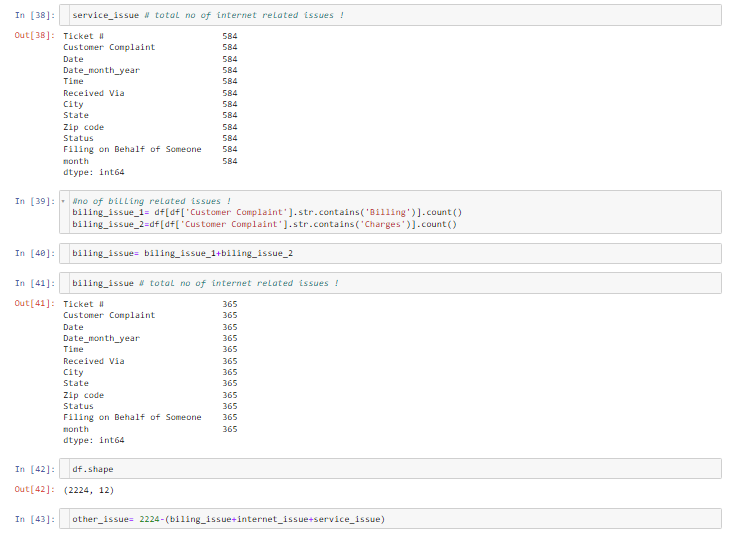 In [38]: service_issue # total no of internet related issues !
Out[38]: Ticket # 584
Customer Complaint 584
Date 584
Date_month_year 584
Time 584
Received Via 584
City 584
State 584
Zip code 584
Status 584
Filing on Behalf of Someone 584
month 584
dtype: int64
In [39]: #no of billing related issues !
biling_issue_1= df[df['Customer Complaint'].str.contains('Billing')].count()
biling_issue_2=df[df['Customer Complaint'].str.contains('Charges')].count()
In [40]: biling_issue= biling_issue_1+biling_issue_2
In [41]: biling_issue # total no of internet related issues !
Out[41]: Ticket # 365
Customer Complaint 365
Date 365
Date_month_year 365
Time 365
Received Via 365
City 365
State 365
Zip code 365
Status 365
Filing on Behalf of Someone 365
month 365
dtype: int64
In [42]: df.shape
Out[42]: (2224, 12)
In [43]: other_issue= 2224-(biling_issue+internet_issue+service_issue)